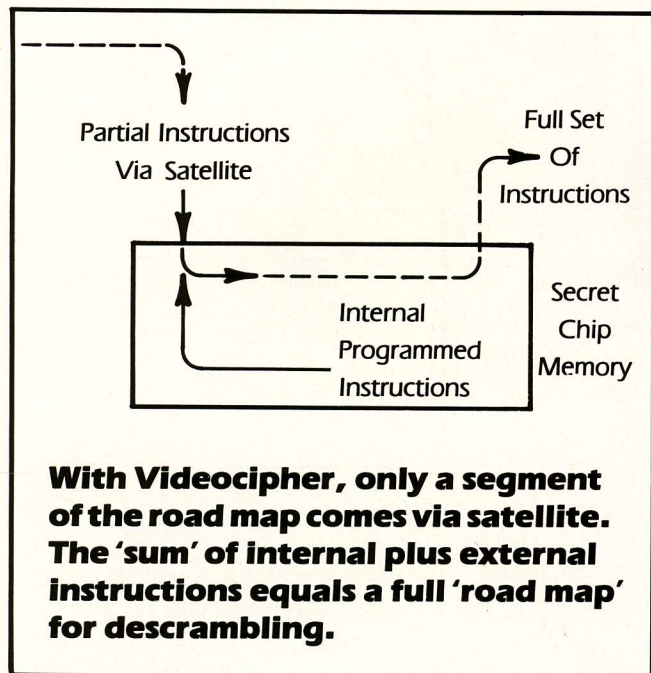 Partial Instructions
Via Satellite
Full Set
Of
Instructions
Internal
Programmed
Instructions
Secret
Chip
Memory
With Videocipher, only a segment
of the road map comes via satellite.
The ‘sum’ of internal plus external
instructions equals a full ‘road map’
for descrambling.